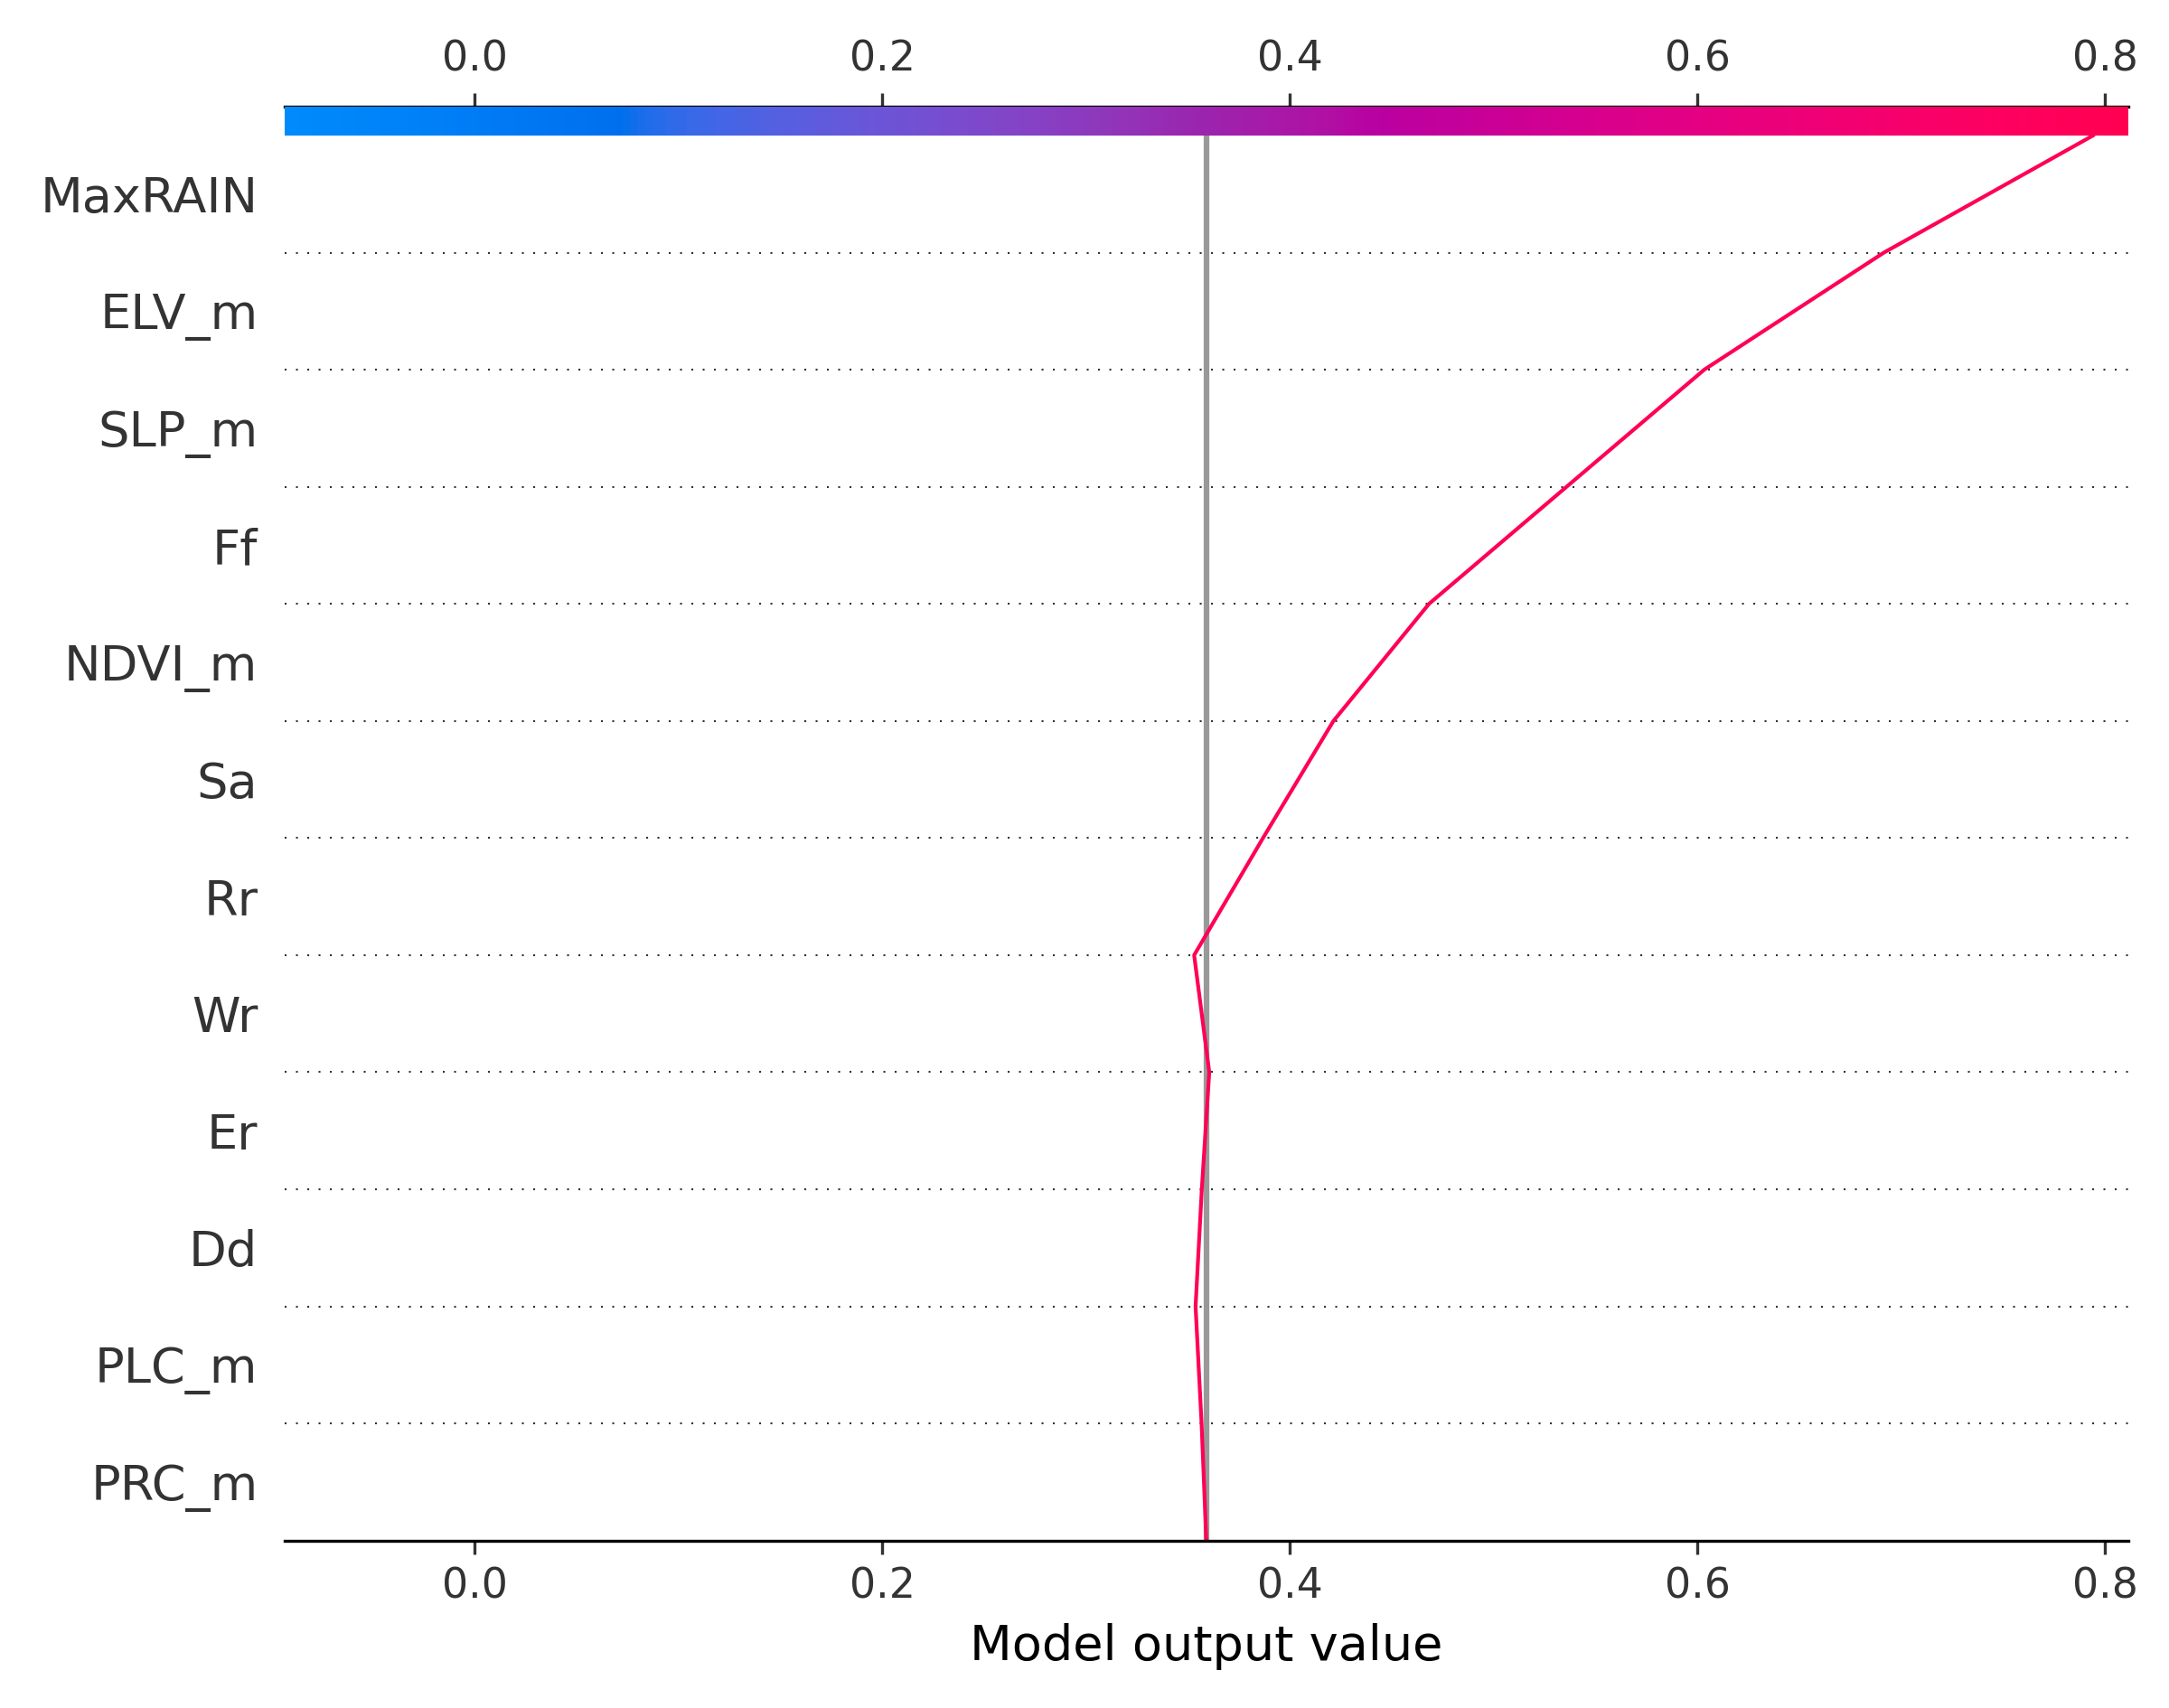 0.0 0.2 0.4 0.6 0.8
MaxRAIN
ELV_m
SLP_m
Ff
NDVI_m
Sa
Rr
Wr
Er
Dd
PLC_m
PRC_m
0.0 0.2 0.4 0.6 0.8
Model output value